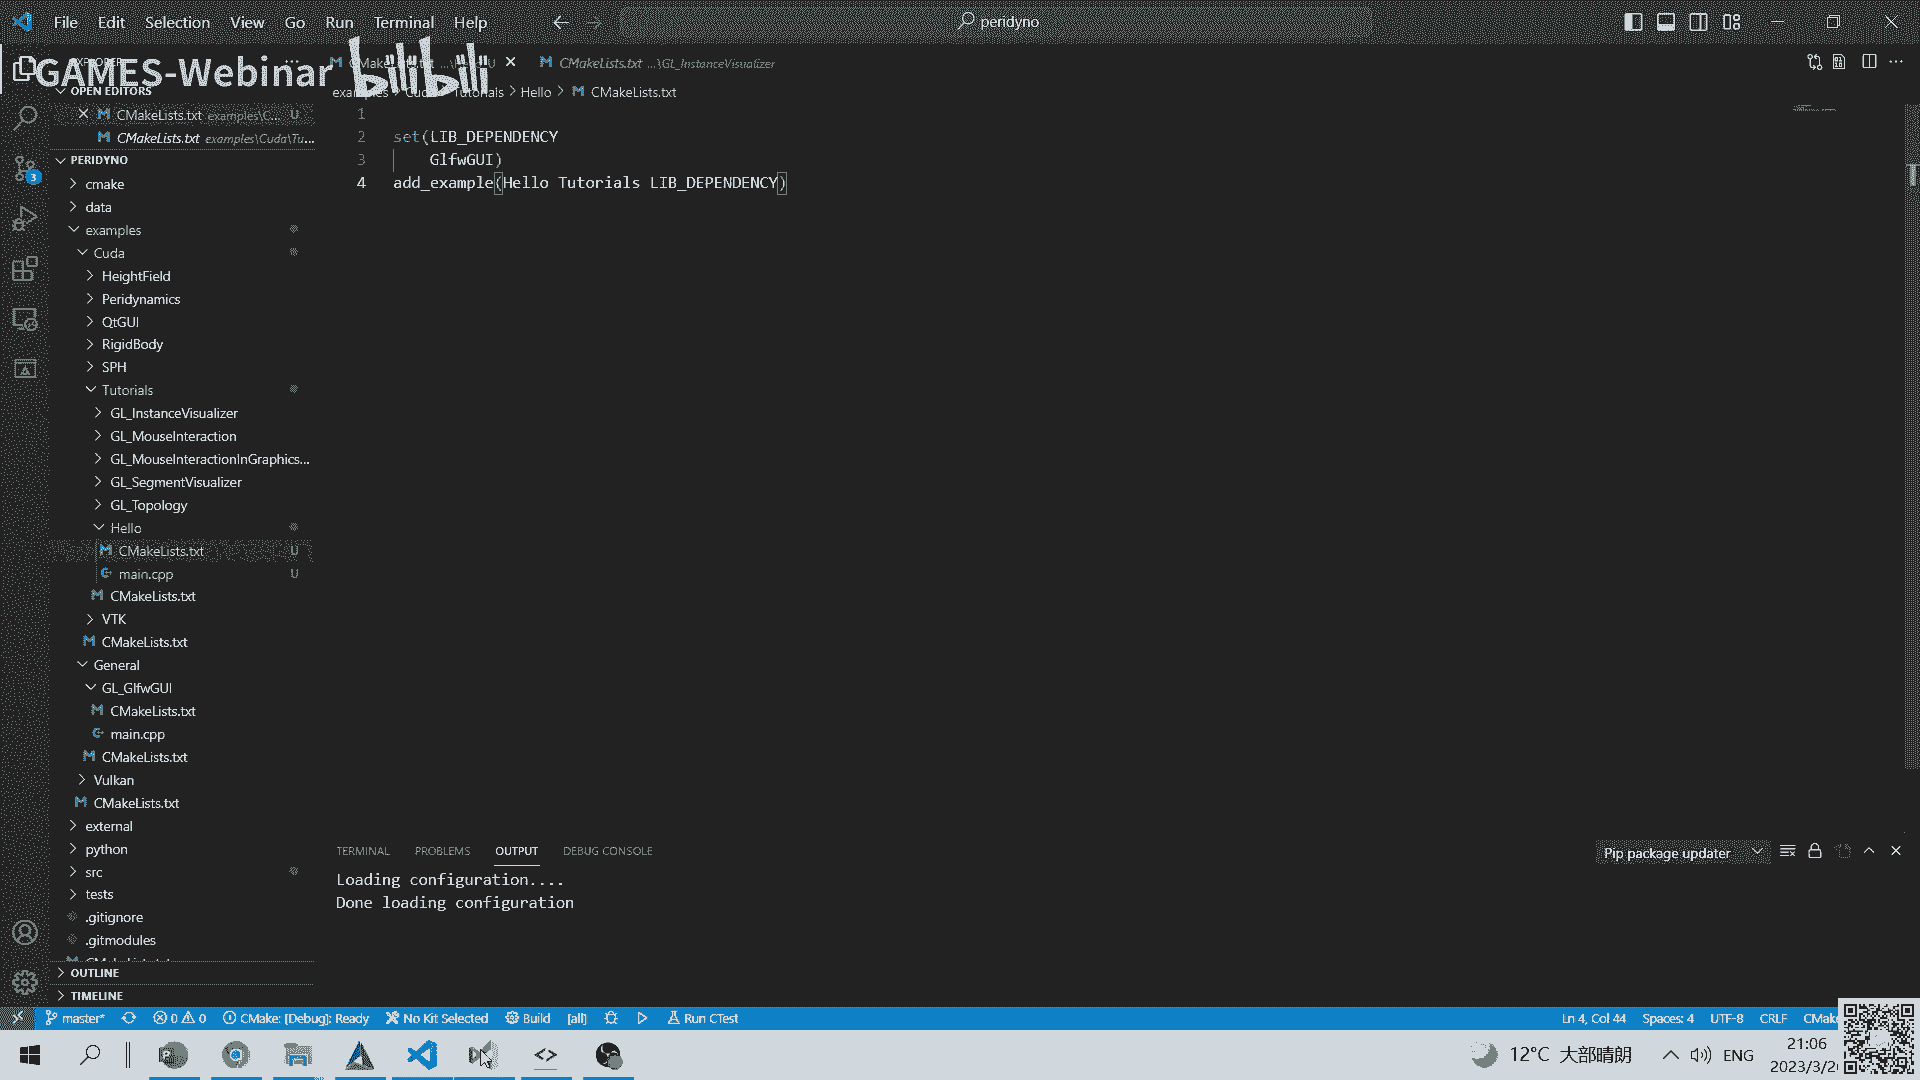 File Edit Selection View Go Run Terminal Help
peridyno
GAMES-Webinar bilibili
CMakeLists.txt ...\GL_InstanceVisualizer
OPEN EDITORS
Hello > CMakeLists.txt
CMakeLists.txt examples\C... U
CMakeLists.txt examples\Cuda\Tu...
PERIDYNO
cmake
data
examples
Cuda
HeightField
Peridynamics
QtGUI
RigidBody
SPH
Tutorials
GL_InstanceVisualizer
GL_MouseInteraction
GL_MouseInteractionInGraphics...
GL_SegmentVisualizer
GL_Topology
Hello
CMakeLists.txt U
main.cpp U
CMakeLists.txt
VTK
CMakeLists.txt
General
GL_GlfwGUI
CMakeLists.txt
main.cpp
CMakeLists.txt
Vulkan
CMakeLists.txt
external
python
src
tests
.gitignore
.gitmodules
OUTLINE
TIMELINE
1
2 set(LIB_DEPENDENCY
3 GlfwGUI)
4 add_example(Hello Tutorials LIB_DEPENDENCY)
TERMINAL PROBLEMS OUTPUT DEBUG CONSOLE
Pip package updater
Loading configuration....
Done loading configuration
3
master* 0 0 CMake: [Debug]: Ready No Kit Selected Build [all] Run CTest
Ln 4, Col 44 Spaces: 4 UTF-8 CRLF
12°C 大部晴朗 ENG
21:06